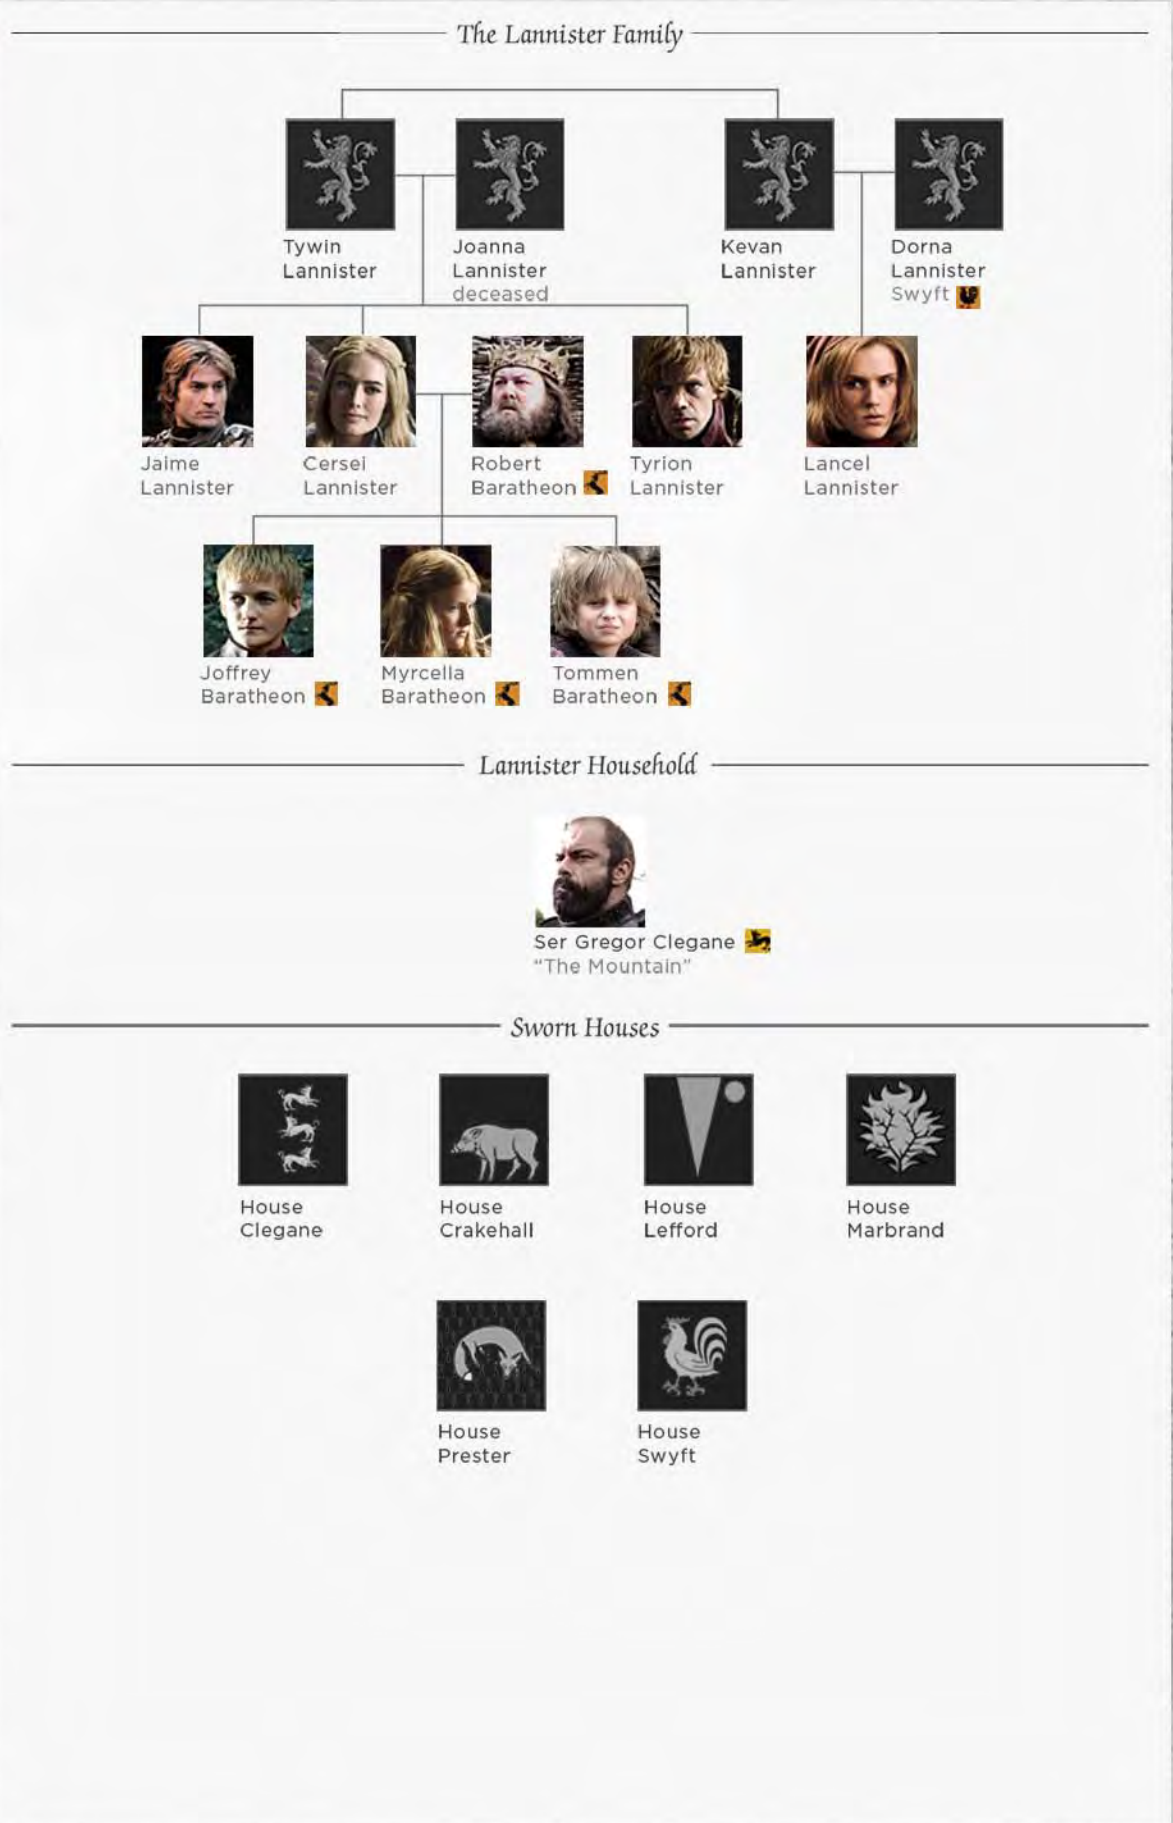 The Lannister Family
Tywin
Lannister
Joanna
Lannister
deceased
Kevan
Lannister
Dorna
Lannister
Swyft
Jaime
Lannister
Cersei
Lannister
Robert
Baratheon
Tyrion
Lannister
Lancel
Lannister
Joffrey
Baratheon
Myrcella
Baratheon
Tommen
Baratheon
Lannister Household
Ser Gregor Clegane
“The Mountain”
Sworn Houses
House
Clegane
House
Crakehall
House
Lefford
House
Marbrand
House
Prester
House
Swyft